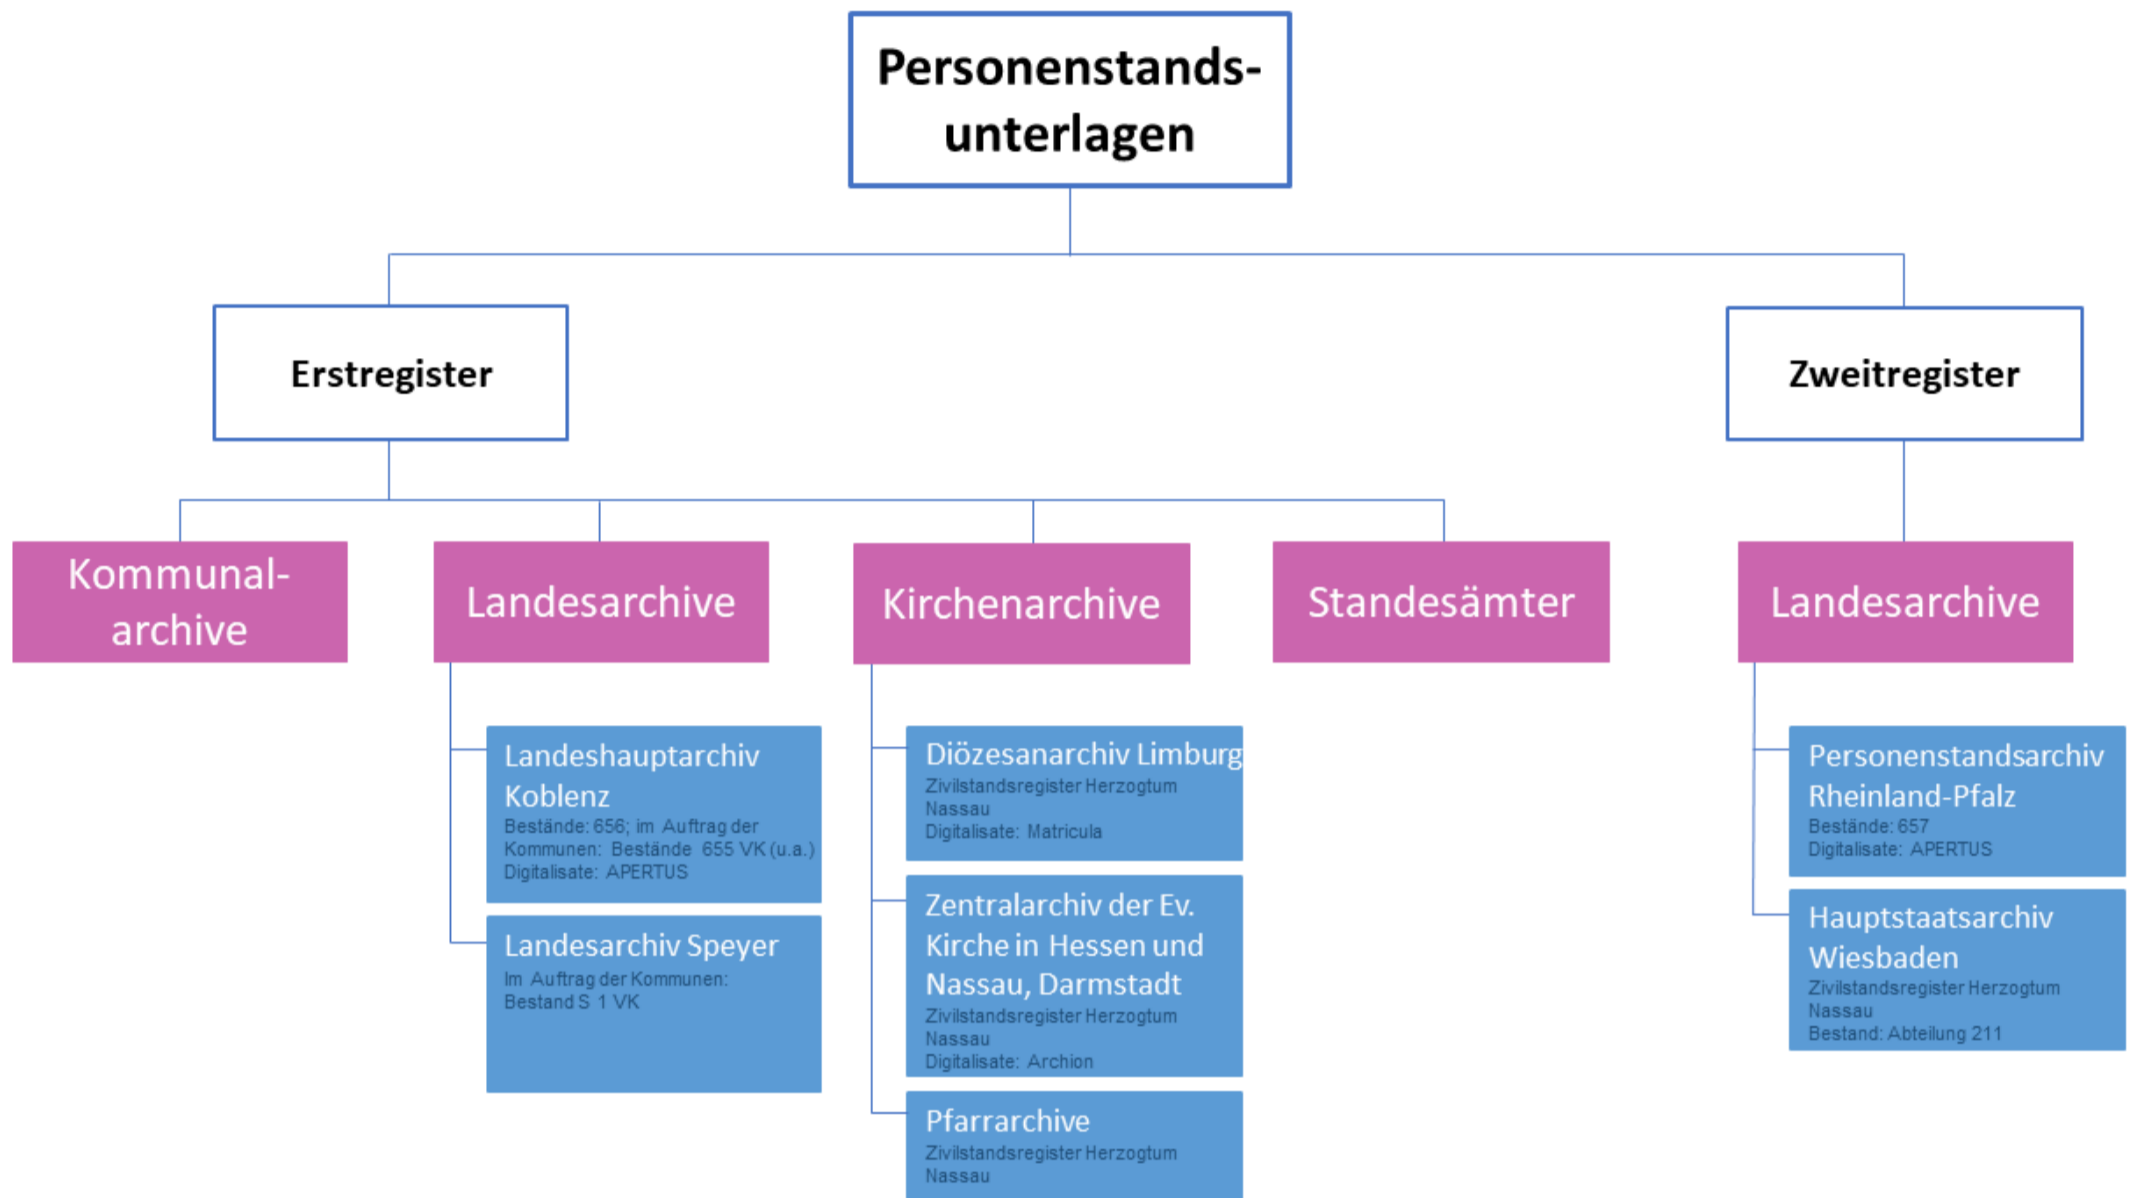 Personenstands-
unterlagen
Erstregister
Zweitregister
Kommunal-
archive
Landesarchive
Kirchenarchive
Standesämter
Landesarchive
Landeshauptarchiv
Koblenz
Bestände: 656; im Auftrag der
Kommunen: Bestände 655 VK (u.a.)
Digitalisate: APERTUS
Landesarchiv Speyer
Im Auftrag der Kommunen:
Bestand S 1 VK
Diözesanarchiv Limburg
Zivilstandsregister Herzogtum
Nassau
Digitalisate: Matricula
Zentralarchiv der Ev.
Kirche in Hessen und
Nassau, Darmstadt
Zivilstandsregister Herzogtum
Nassau
Digitalisate: Archion
Pfarrarchive
Zivilstandsregister Herzogtum
Nassau
Personenstandsarchiv
Rheinland-Pfalz
Bestände: 657
Digitalisate: APERTUS
Hauptstaatsarchiv
Wiesbaden
Zivilstandsregister Herzogtum
Nassau
Bestand: Abteilung 211